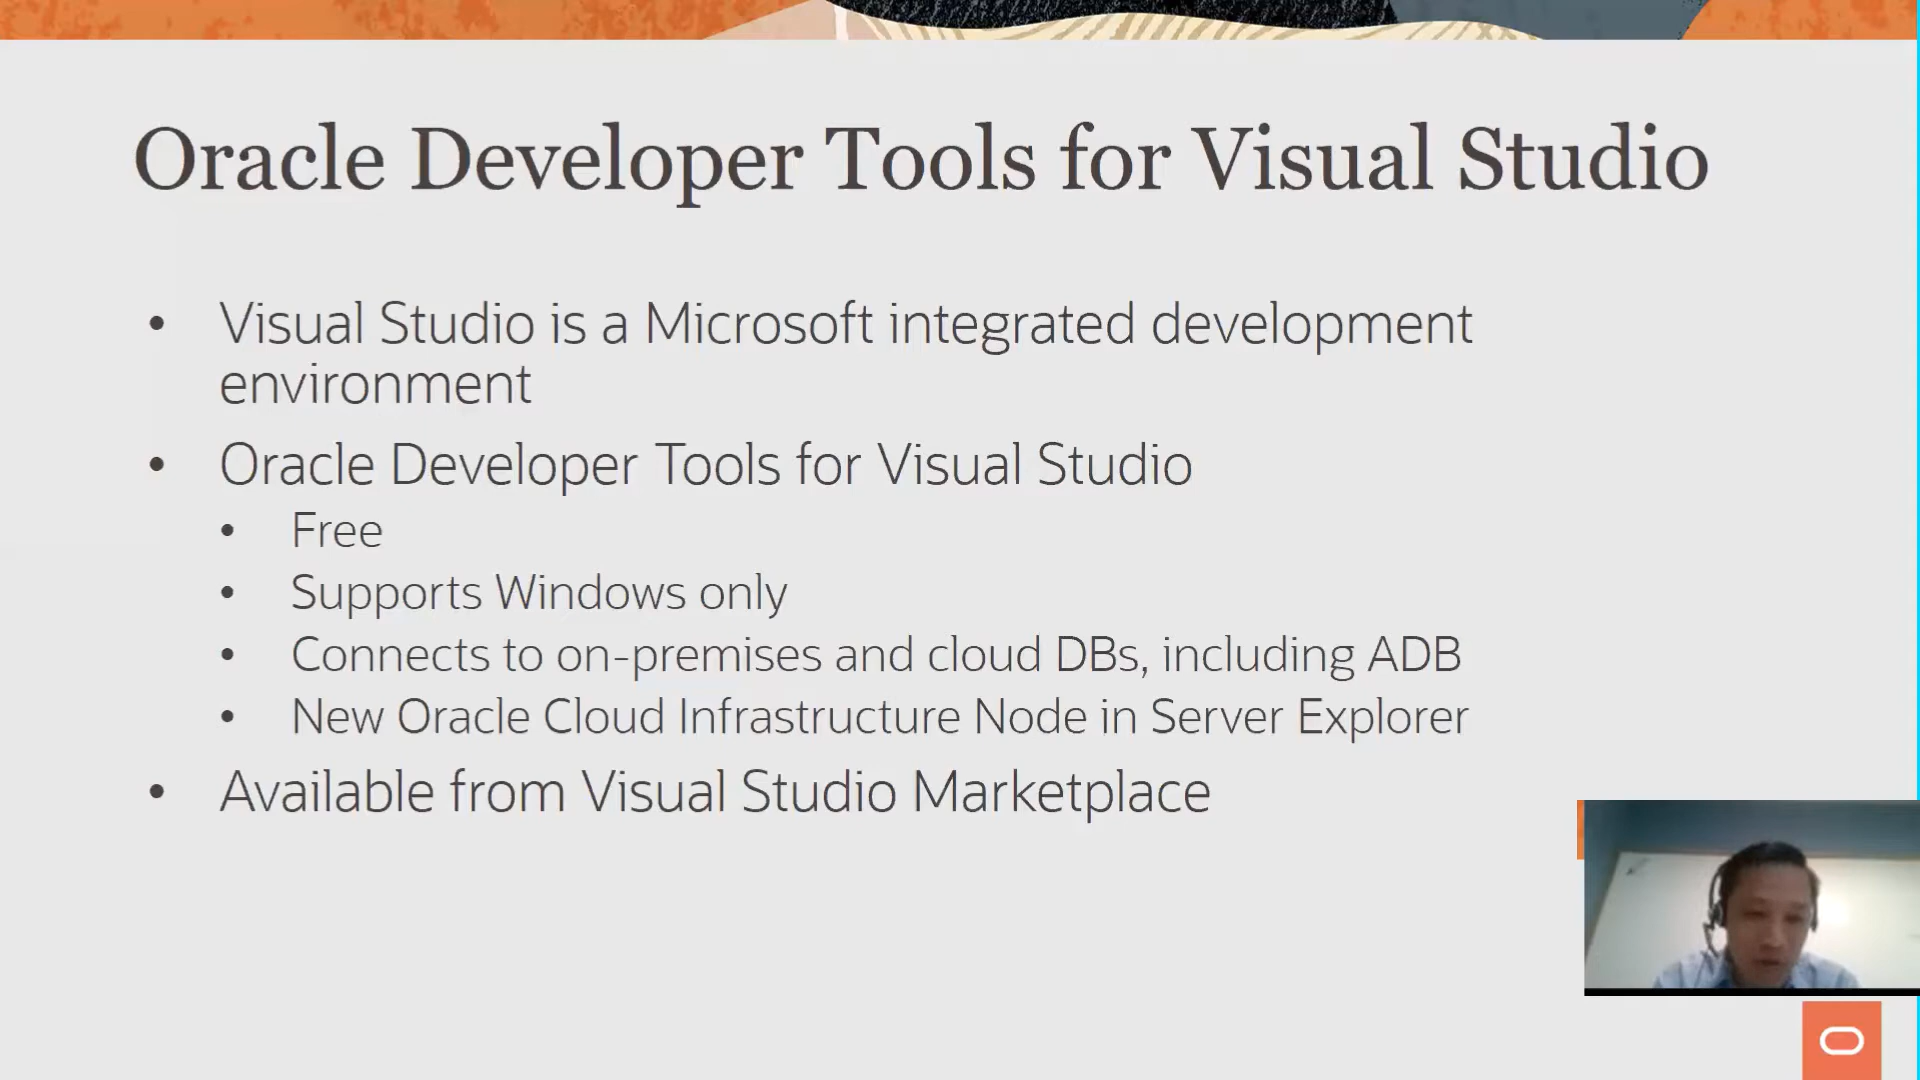 Oracle Developer Tools for Visual Studio
• Visual Studio is a Microsoft integrated development
environment
• Oracle Developer Tools for Visual Studio
• Free
• Supports Windows only
• Connects to on-premises and cloud DBs, including ADB
• New Oracle Cloud Infrastructure Node in Server Explorer
• Available from Visual Studio Marketplace